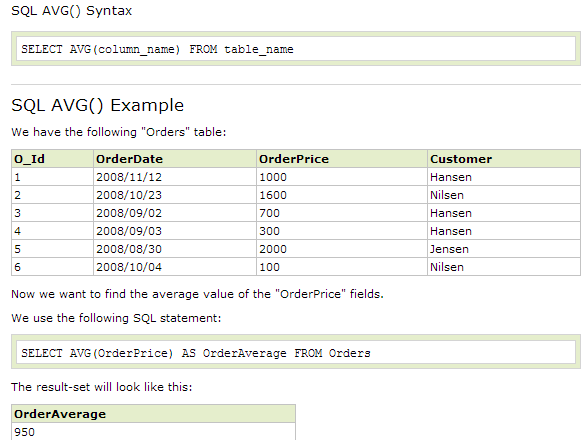 SQL AVG() Syntax
SELECT AVG(column_name) FROM table_name
SQL AVG() Example
We have the following "Orders" table:
O_Id OrderDate OrderPrice Customer
1 2008/11/12 1000 Hansen
2 2008/10/23 1600 Nilsen
3 2008/09/02 700 Hansen
4 2008/09/03 300 Hansen
5 2008/08/30 2000 Jensen
6 2008/10/04 100 Nilsen
Now we want to find the average value of the "OrderPrice" fields.
We use the following SQL statement:
SELECT AVG(OrderPrice) AS OrderAverage FROM Orders
The result-set will look like this:
OrderAverage
950